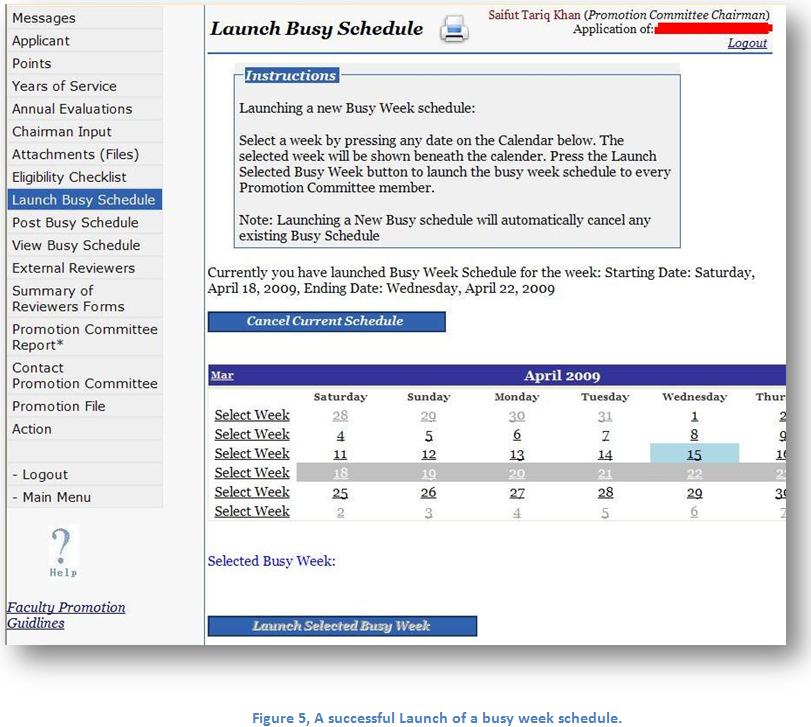 Messages
Applicant
Points
Years of Service
Annual Evaluations
Chairman Input
Attachments (Files)
Eligibility Checklist
Launch Busy Schedule
Post Busy Schedule
View Busy Schedule
External Reviewers
Summary of
Reviewers Forms
Promotion Committee
Report*
Contact
Promotion Committee
Promotion File
Action
- Logout
- Main Menu
?
Help
Faculty Promotion
Guidlines
Launch Busy Schedule
Saifut Tariq Khan (Promotion Committee Chairman)
Application of:
Logout
Instructions
Launching a new Busy Week schedule:
Select a week by pressing any date on the Calendar below. The
selected week will be shown beneath the calender. Press the Launch
Selected Busy Week button to launch the busy week schedule to every
Promotion Committee member.
Note: Launching a New Busy schedule will automatically cancel any
existing Busy Schedule
Currently you have launched Busy Week Schedule for the week: Starting Date: Saturday,
April 18, 2009, Ending Date: Wednesday, April 22, 2009
Cancel Current Schedule
Mar April 2009
Saturday Sunday Monday Tuesday Wednesday Thur
Select Week 28 29 30 31 1 2
Select Week 4 5 6 7 8 9
Select Week 11 12 13 14 15 16
Select Week 18 19 20 21 22 23
Select Week 25 26 27 28 29 30
Select Week 2 3 4 5 6 7
Selected Busy Week:
Launch Selected Busy Week
Figure 5, A successful Launch of a busy week schedule.